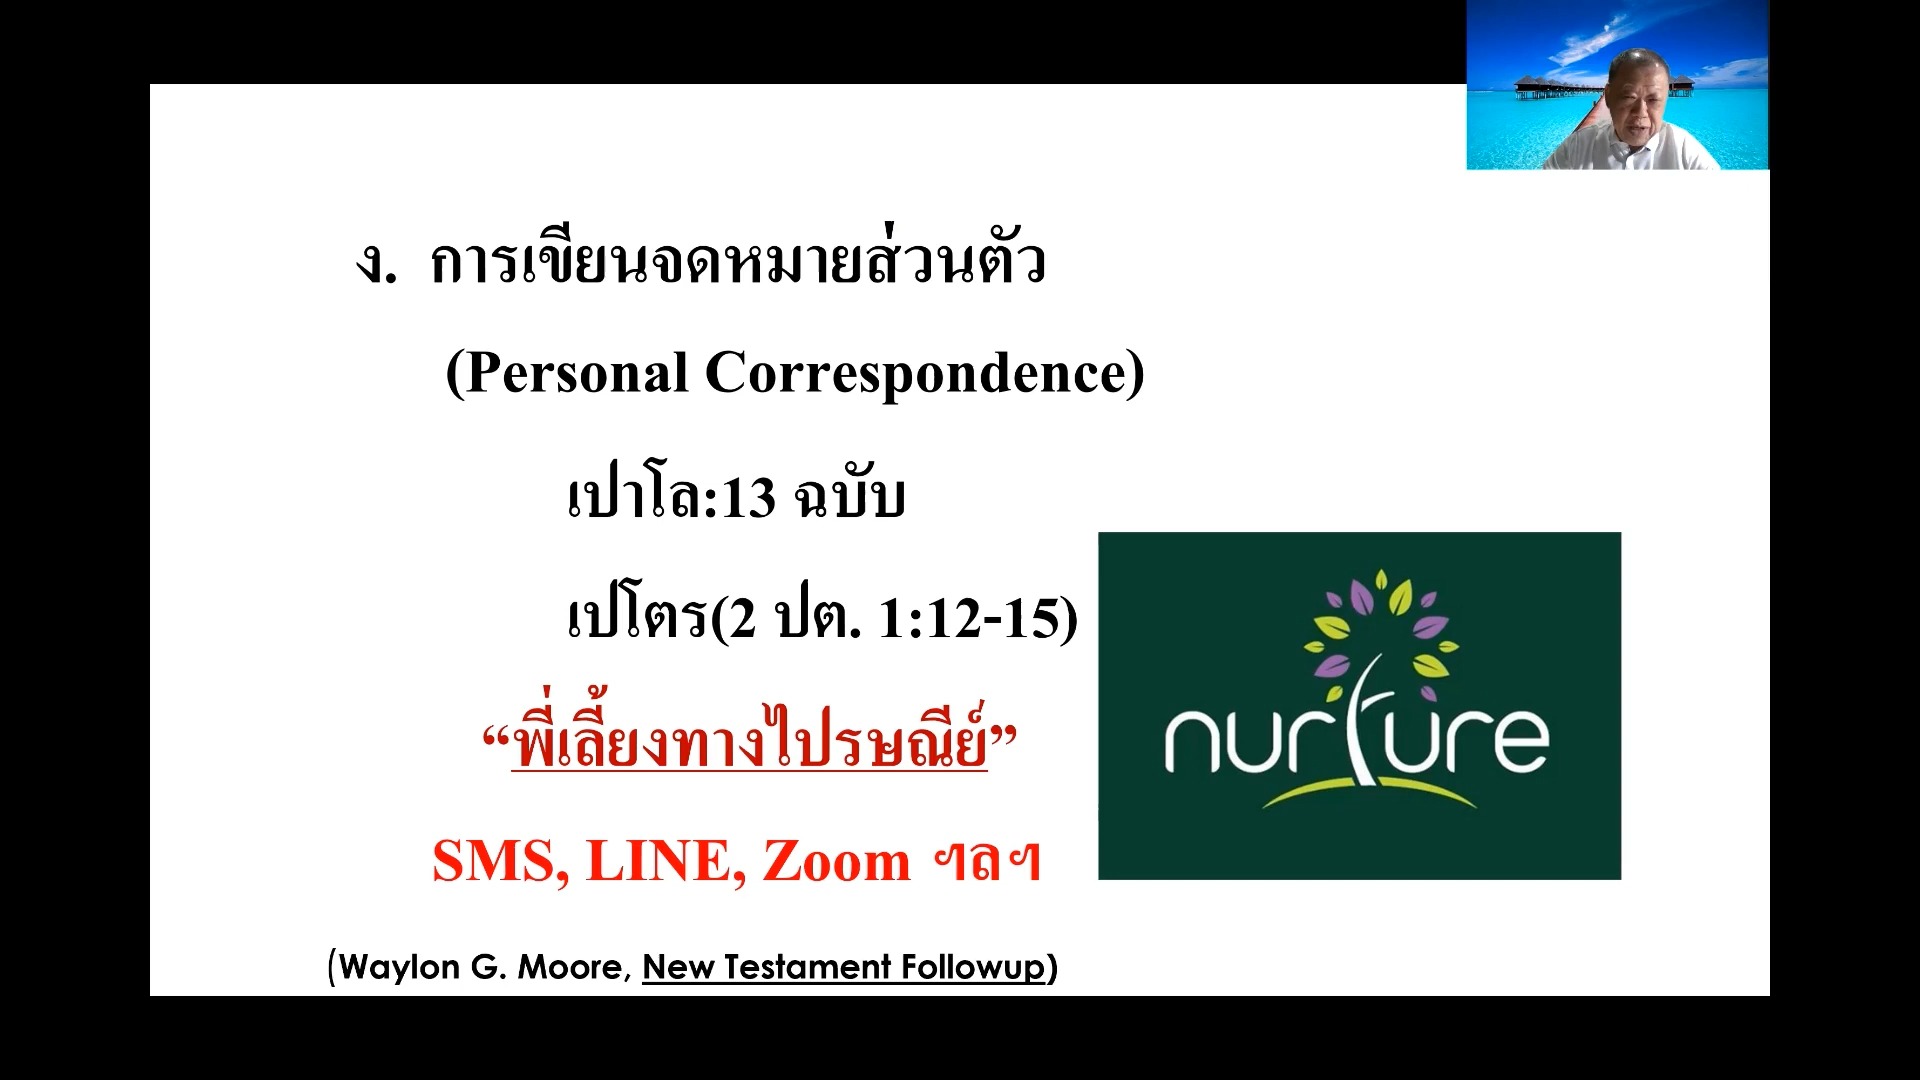 ง. การเขียนจดหมายส่วนตัว
(Personal Correspondence)
เปาโล:13 ฉบับ
เปโตร(2 ปต. 1:12-15)
“พี่เลี้ยงทางไปรษณีย์”
SMS, LINE, Zoom ฯลฯ
nurture
(Waylon G. Moore, New Testament Followup)